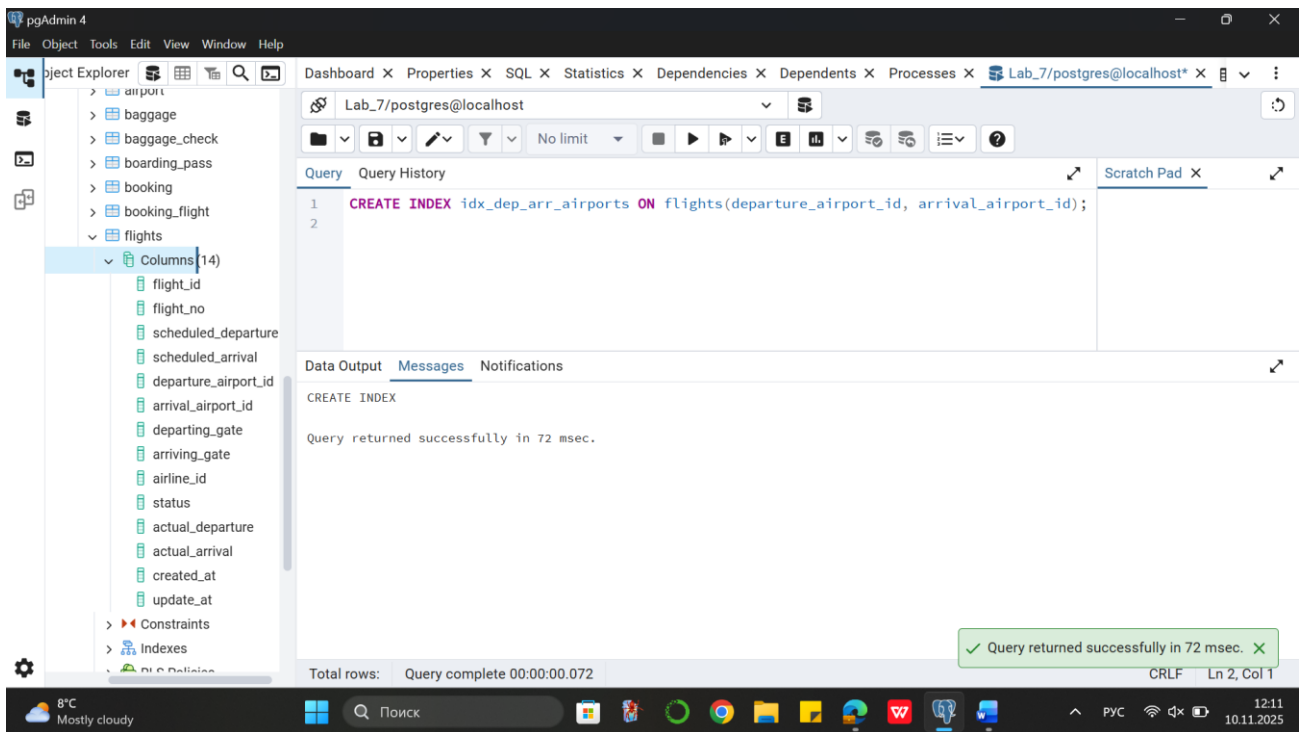 pgAdmin 4
File Object Tools Edit View Window Help
bject Explorer
Dashboard Properties SQL Statistics Dependencies Dependents Processes Lab_7/postgres@localhost*
airport
baggage
baggage_check
boarding_pass
booking
booking_flight
flights
Columns (14)
flight_id
flight_no
scheduled_departure
scheduled_arrival
departure_airport_id
arrival_airport_id
departing_gate
arriving_gate
airline_id
status
actual_departure
actual_arrival
created_at
update_at
Constraints
Indexes
RLS Policies
Lab_7/postgres@localhost
No limit
E
Query Query History
Scratch Pad
1 CREATE INDEX idx_dep_arr_airports ON flights(departure_airport_id, arrival_airport_id);
2
Data Output Messages Notifications
CREATE INDEX
Query returned successfully in 72 msec.
Query returned successfully in 72 msec.
Total rows: Query complete 00:00:00.072
CRLF Ln 2, Col 1
8°C
Mostly cloudy
Поиск
W
РУС
12:11
10.11.2025